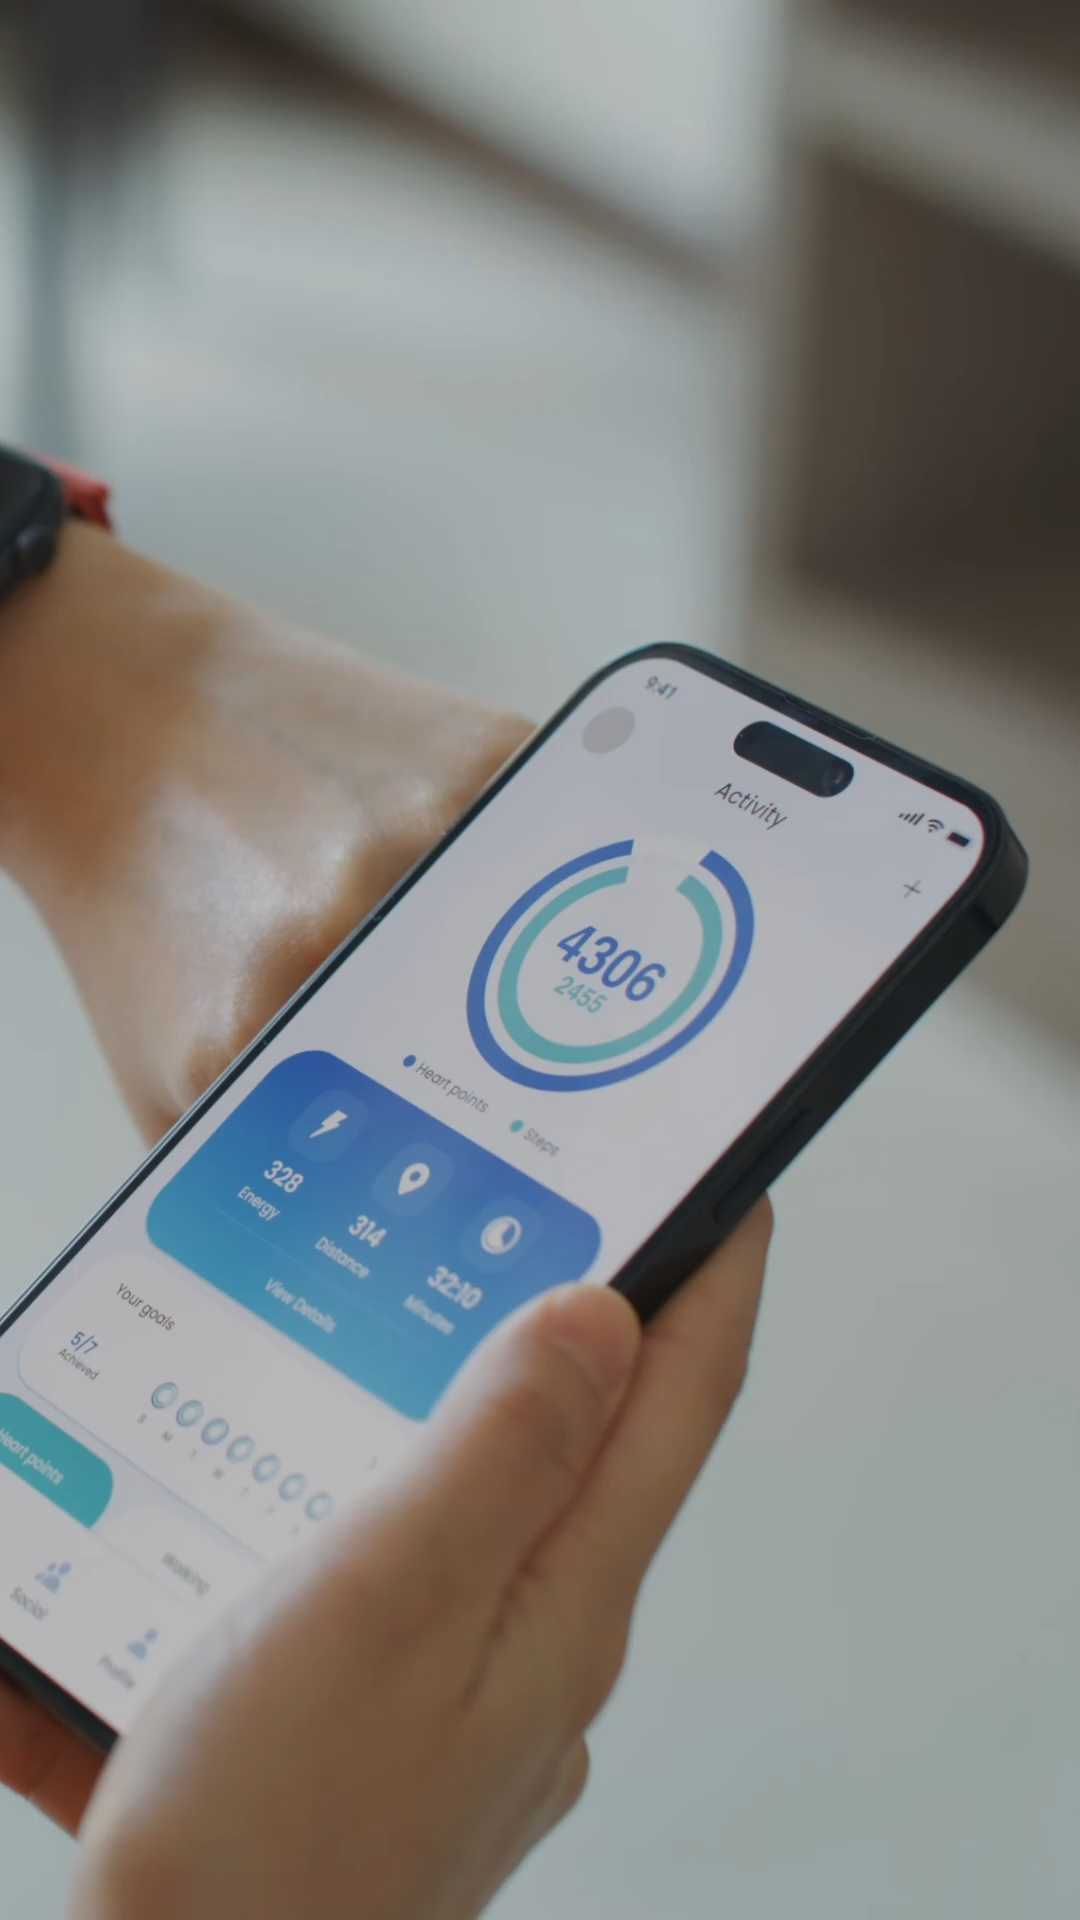 9:41
Activity
4306
2455
Heart points
Steps
328
Energy
314
Distance
32:10
Minutes
View Details
Your goals
5/7
Achieved
S M T W T F S
Heart points
Walking
Social
Profile